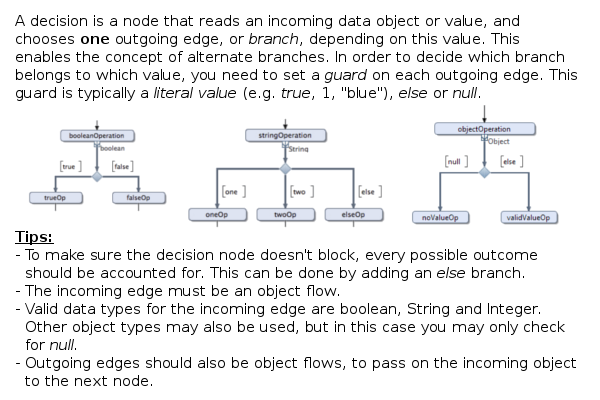 A decision is a node that reads an incoming data object or value, and
chooses one outgoing edge, or branch, depending on this value. This
enables the concept of alternate branches. In order to decide which branch
belongs to which value, you need to set a guard on each outgoing edge. This
guard is typically a literal value (e.g. true, 1, "blue"), else or null.
booleanOperation
boolean
[true ] [false ]
trueOp falseOp
stringOperation
String
[one ] [two ] [else ]
oneOp twoOp elseOp
objectOperation
Object
[null ] [else ]
noValueOp validValueOp
Tips:
- To make sure the decision node doesn't block, every possible outcome
should be accounted for. This can be done by adding an else branch.
- The incoming edge must be an object flow.
- Valid data types for the incoming edge are boolean, String and Integer.
Other object types may also be used, but in this case you may only check
for null.
- Outgoing edges should also be object flows, to pass on the incoming object
to the next node.